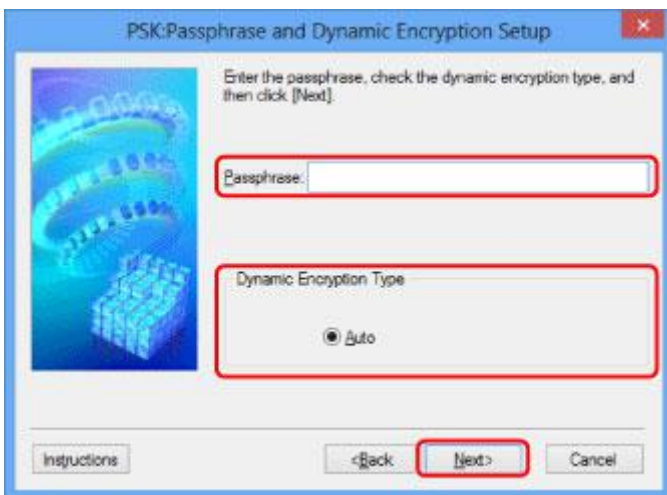 PSK:Passphrase and Dynamic Encryption Setup
Enter the passphrase, check the dynamic encryption type, and
then click [Next].
Passphrase:
Dynamic Encryption Type
Auto
Instructions
<Back
Next>
Cancel